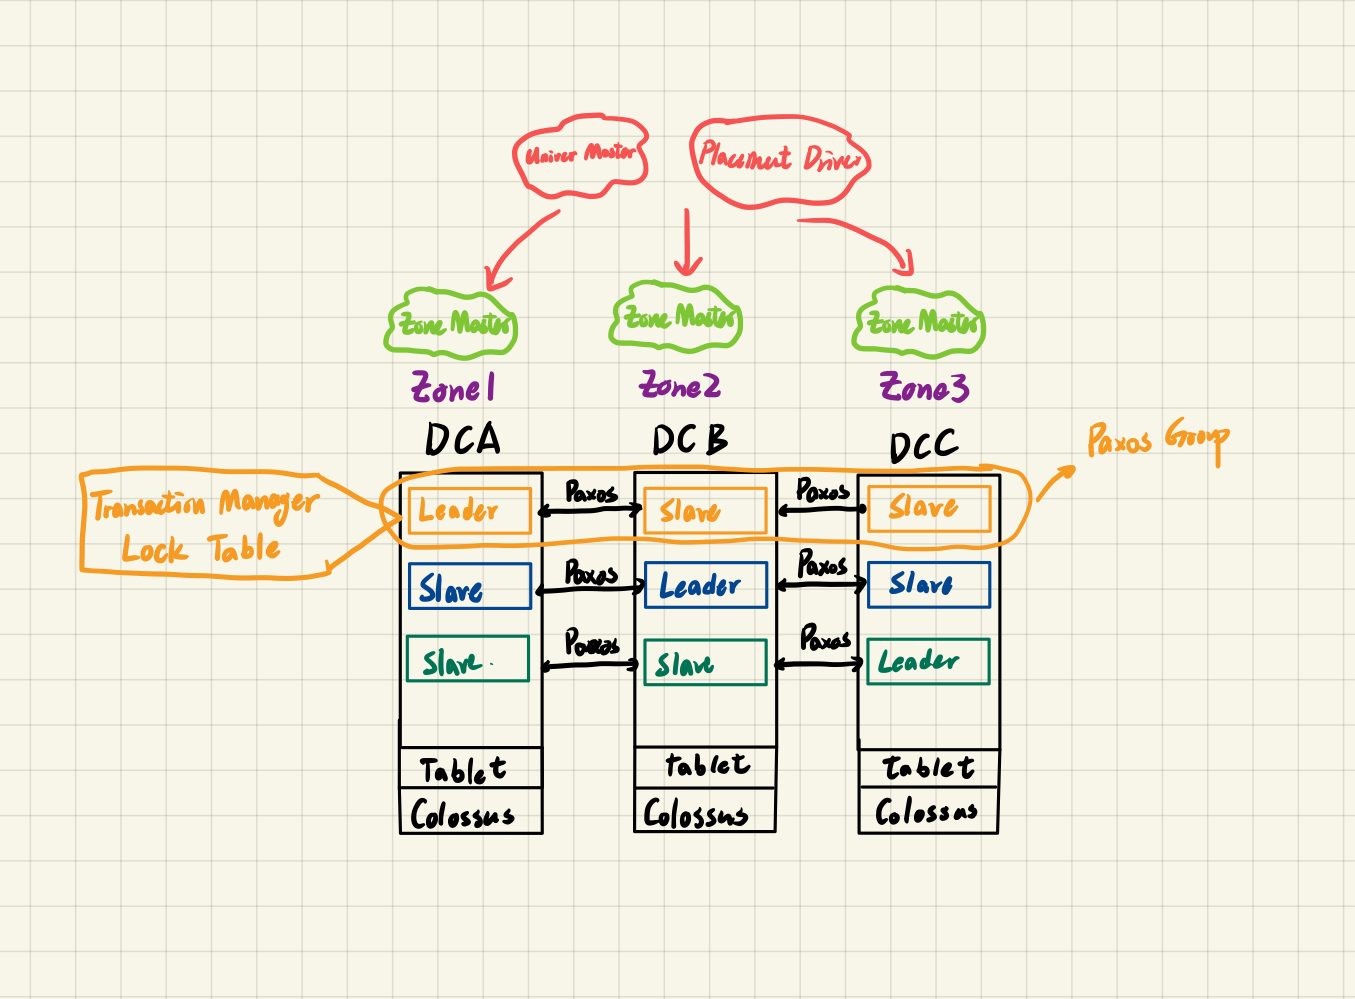 Univer Master
Placement Driver
Zone Master
Zone Master
Zone Master
Zone1
Zone2
Zone3
DCA
DCB
DCC
Paxos Group
Transaction Manager
Lock Table
Leader
Paxos
Slave
Paxos
Slave
Slave
Paxos
Leader
Paxos
Slave
Slave
Paxos
Slave
Paxos
Leader
Tablet
tablet
tablet
Colossus
Colossus
Colossus